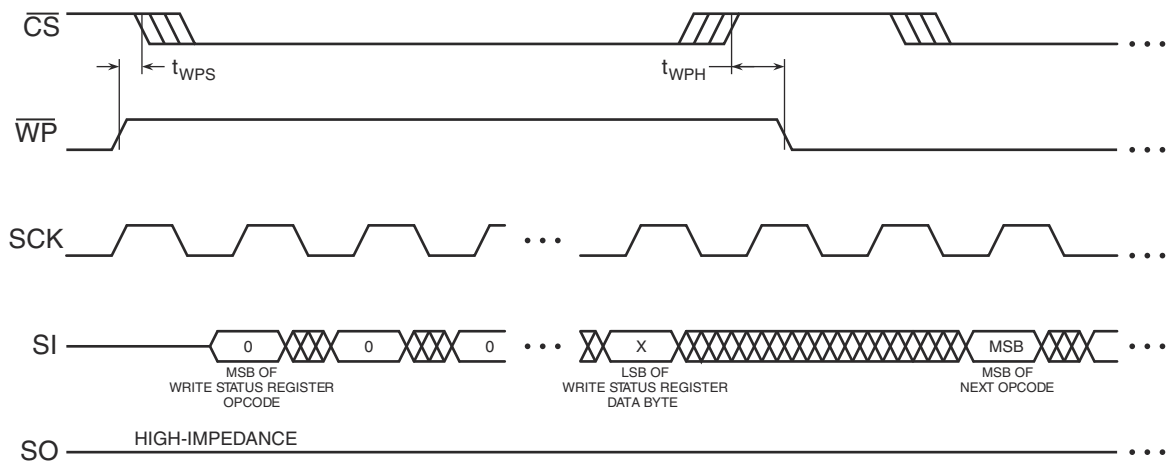 CS
tWPS
tWPH
• • •
WP
• • •
SCK
• • •
• • •
SI
0
0
0
• • •
X
MSB
• • •
MSB OF
WRITE STATUS REGISTER
OPCODE
LSB OF
WRITE STATUS REGISTER
DATA BYTE
MSB OF
NEXT OPCODE
HIGH-IMPEDANCE
SO
• • •